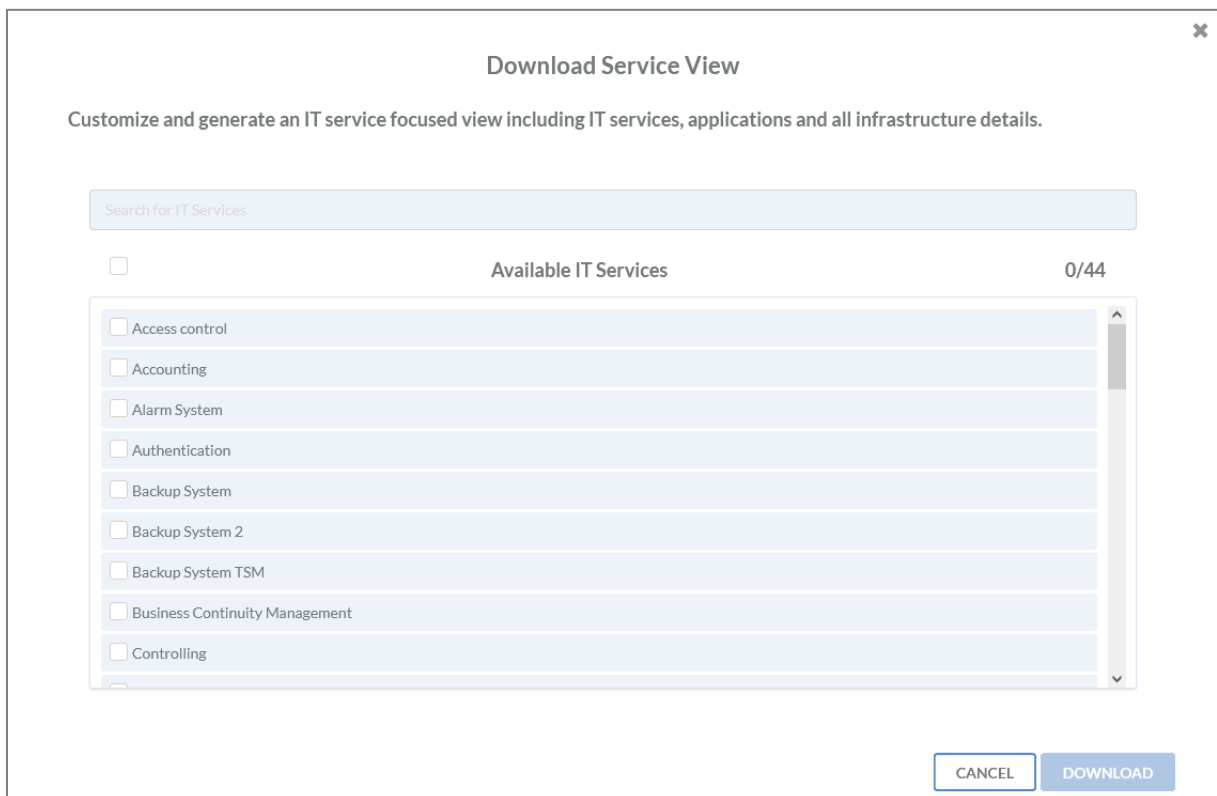 Download Service View
Customize and generate an IT service focused view including IT services, applications and all infrastructure details.
Search for IT Services
Available IT Services 0/44
Access control
Accounting
Alarm System
Authentication
Backup System
Backup System 2
Backup System TSM
Business Continuity Management
Controlling
CANCEL DOWNLOAD